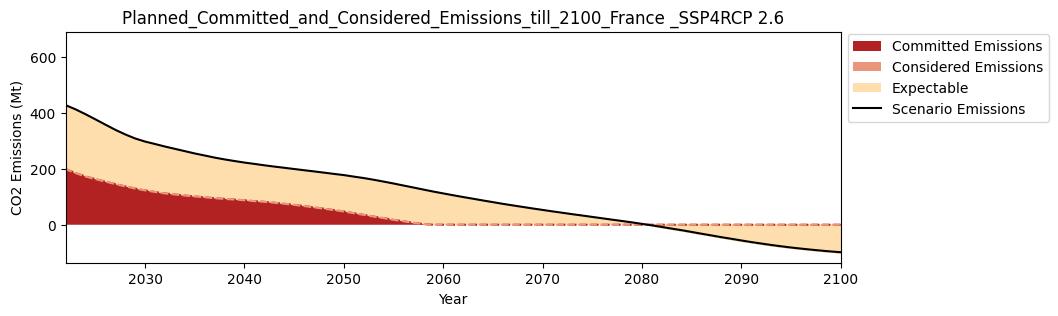 Planned_Committed_and_Considered_Emissions_till_2100_France _SSP4RCP 2.6
600
400
200
0
CO2 Emissions (Mt)
2030
2040
2050
2060
2070
2080
2090
2100
Year
Committed Emissions
Considered Emissions
Expectable
Scenario Emissions